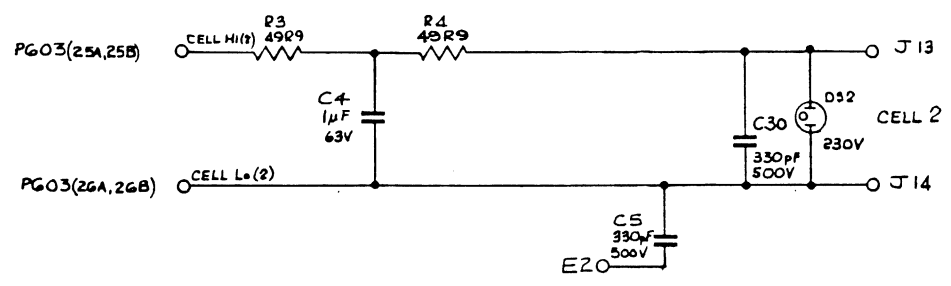 R3
49R9
R4
49R9
PG03(25A,25B)
CELL HI(2)
J13
C4
1µF
63V
DS2
230V
CELL 2
C30
330pF
500V
PG03(26A,26B)
CELL Lo(2)
J14
C5
330pF
500V
E2